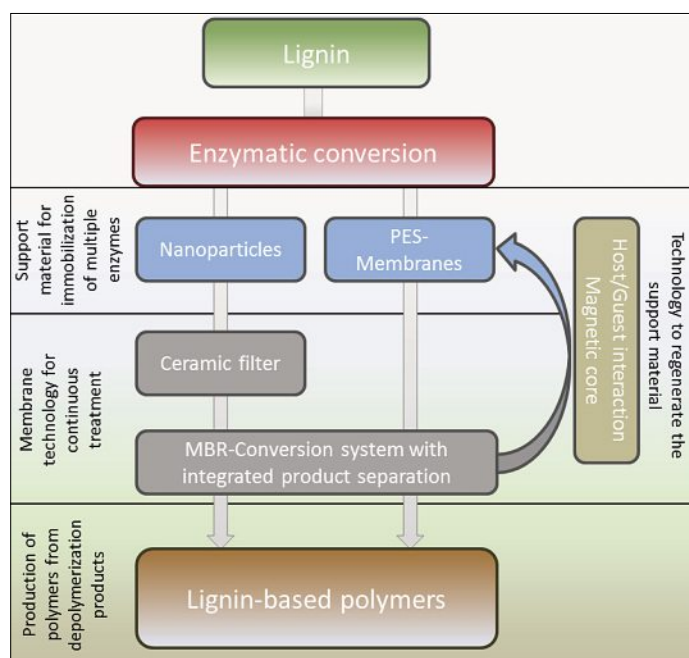 Lignin
Enzymatic conversion
Support
material for
immobilization
of multiple
enzymes
Nanoparticles
PES-
Membranes
Host/Guest interaction
Magnetic core
Technology to regenerate the
support material
Membrane
technology for
continuous
treatment
Ceramic filter
MBR-Conversion system with
integrated product separation
Production of
polymers from
depolymerization
products
Lignin-based polymers